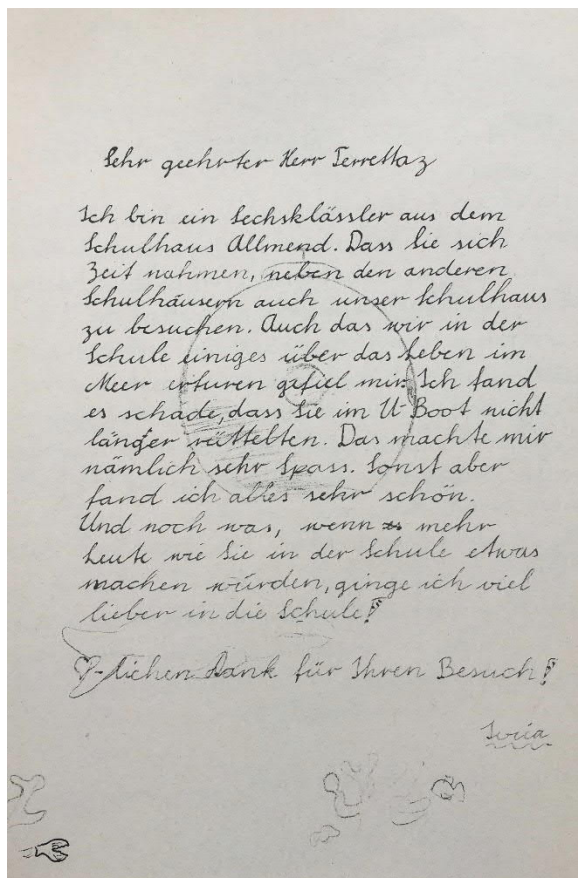 Sehr geehrter Herr Terrettaz
Ich bin ein Sechsklässler aus dem
Schulhaus Allmend. Dass Sie sich
Zeit nahmen, neben den anderen
Schulhäusern auch unser Schulhaus
zu besuchen. Auch das wir in der
Schule einiges über das Leben im
Meer erfuren gefiel mir. Ich fand
es schade, dass Sie im U-Boot nicht
länger rüttelten. Das machte mir
nämlich sehr Spass. Sonst aber
fand ich alles sehr schön.
Und noch was, wenn mehr
Leute wie Sie in der Schule etwas
machen würden, ginge ich viel
lieber in die Schule!
♡-lichen Dank für Ihren Besuch!